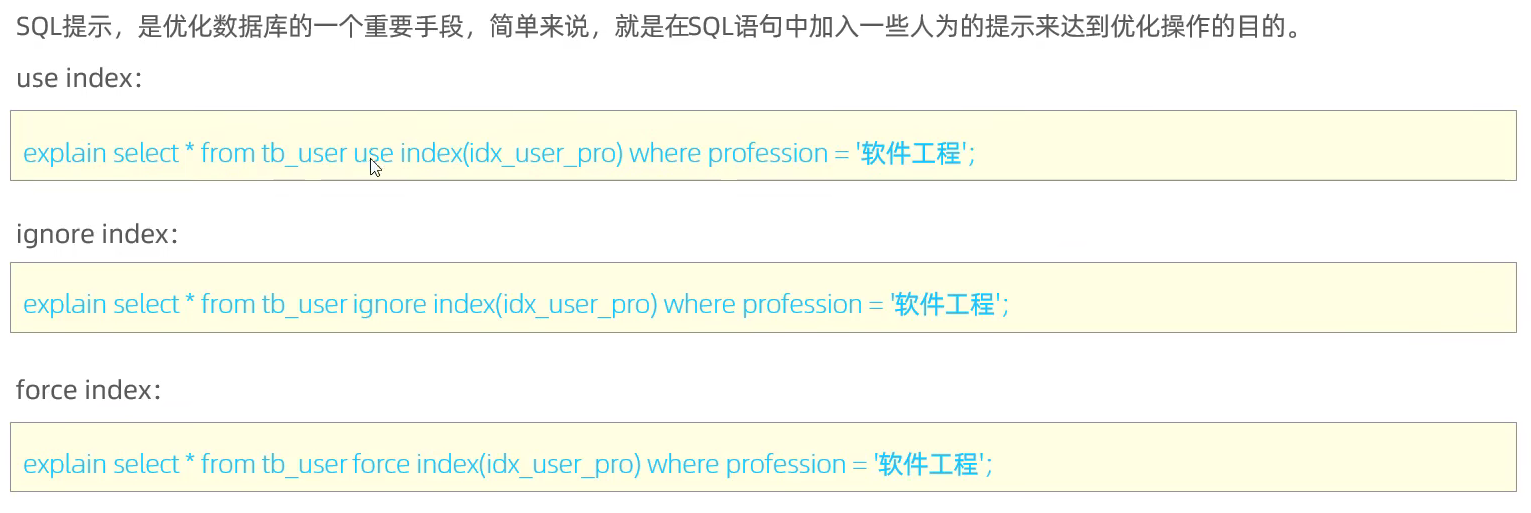 SQL提示，是优化数据库的一个重要手段，简单来说，就是在SQL语句中加入一些人为的提示来达到优化操作的目的。
use index：
explain select * from tb_user use index(idx_user_pro) where profession = '软件工程';
ignore index：
explain select * from tb_user ignore index(idx_user_pro) where profession = '软件工程';
force index：
explain select * from tb_user force index(idx_user_pro) where profession = '软件工程';